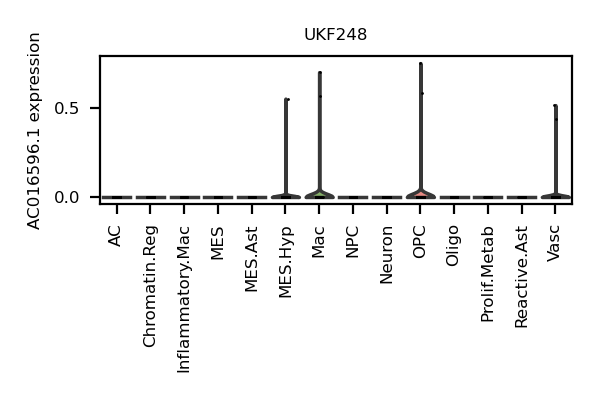 UKF248
AC016596.1 expression
0.5
0.0
AC
Chromatin.Reg
Inflammatory.Mac
MES
MES.Ast
MES.Hyp
Mac
NPC
Neuron
OPC
Oligo
Prolif.Metab
Reactive.Ast
Vasc